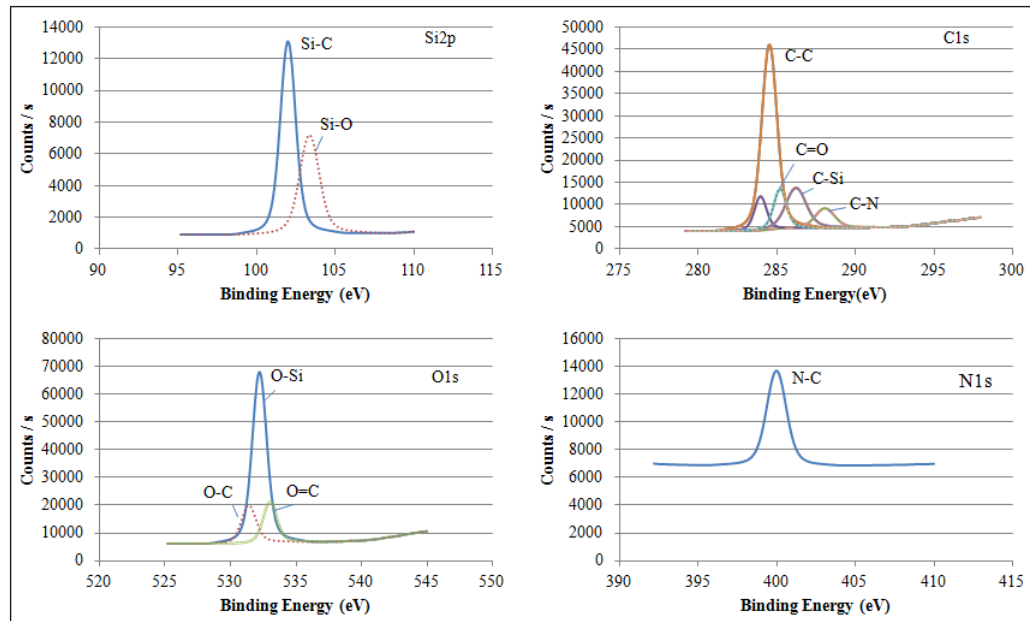 14000
12000
10000
8000
6000
4000
2000
0
Counts / s
Si-C
Si2p
Si-O
90 95 100 105 110 115
Binding Energy (eV)
50000
45000
40000
35000
30000
25000
20000
15000
10000
5000
0
Counts / s
C1s
C-C
C=O
C-Si
C-N
275 280 285 290 295 300
Binding Energy(eV)
80000
70000
60000
50000
40000
30000
20000
10000
0
Counts / s
O-Si
O1s
O-C
O=C
520 525 530 535 540 545 550
Binding Energy (eV)
16000
14000
12000
10000
8000
6000
4000
2000
0
Counts / s
N-C
N1s
390 395 400 405 410 415
Binding Energy (eV)